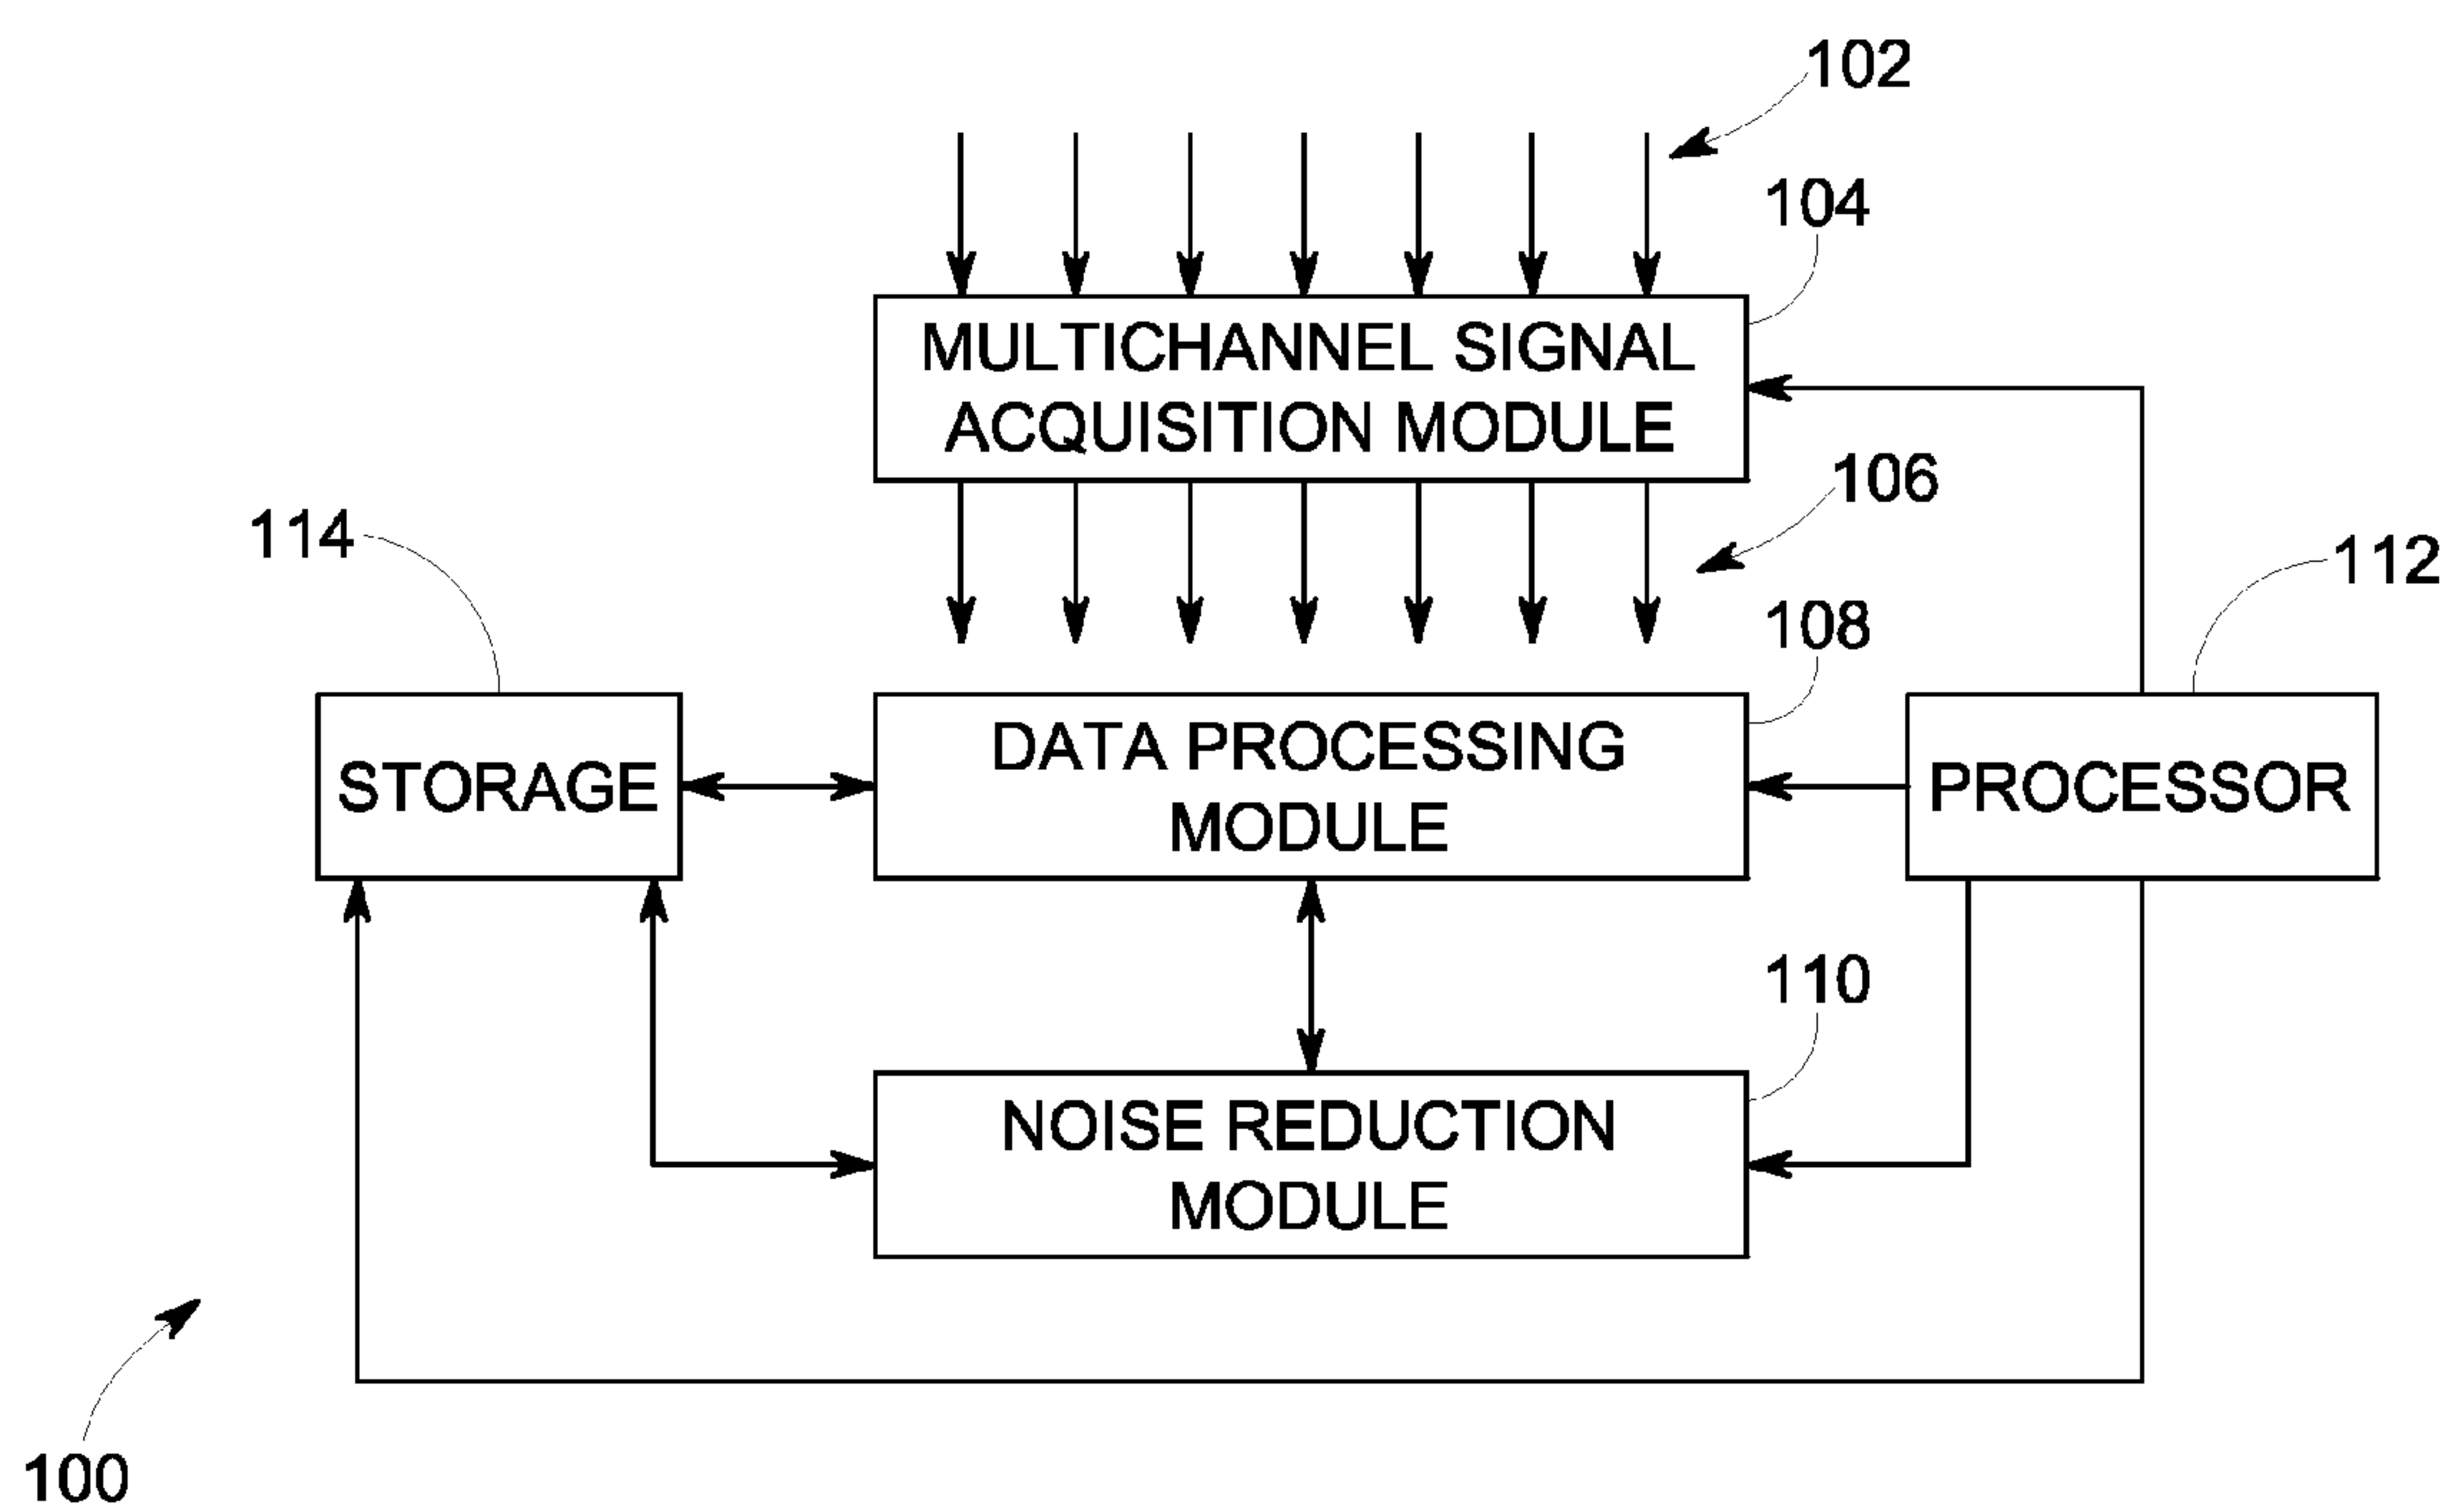 102
104
MULTICHANNEL SIGNAL
ACQUISITION MODULE
106
114
112
108
STORAGE
DATA PROCESSING
MODULE
PROCESSOR
110
NOISE REDUCTION
MODULE
100